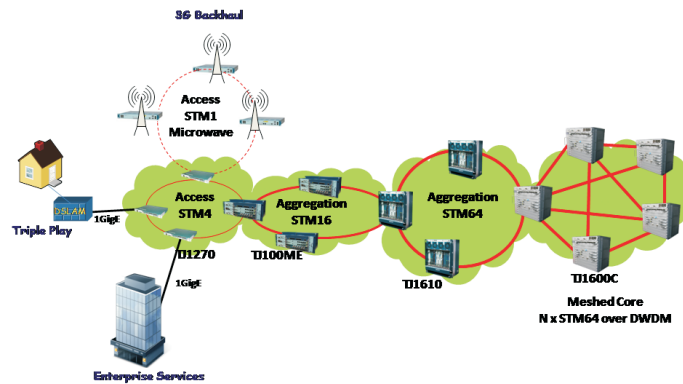 3G Backhaul
Access
STM1
Microwave
Access
STM4
Aggregation
STM16
Aggregation
STM64
DSLAM
1GigE
Triple Play
TJ1270
TJ100ME
TJ1610
TJ1600C
1GigE
Meshed Core
N x STM64 over DWDM
Enterprise Services